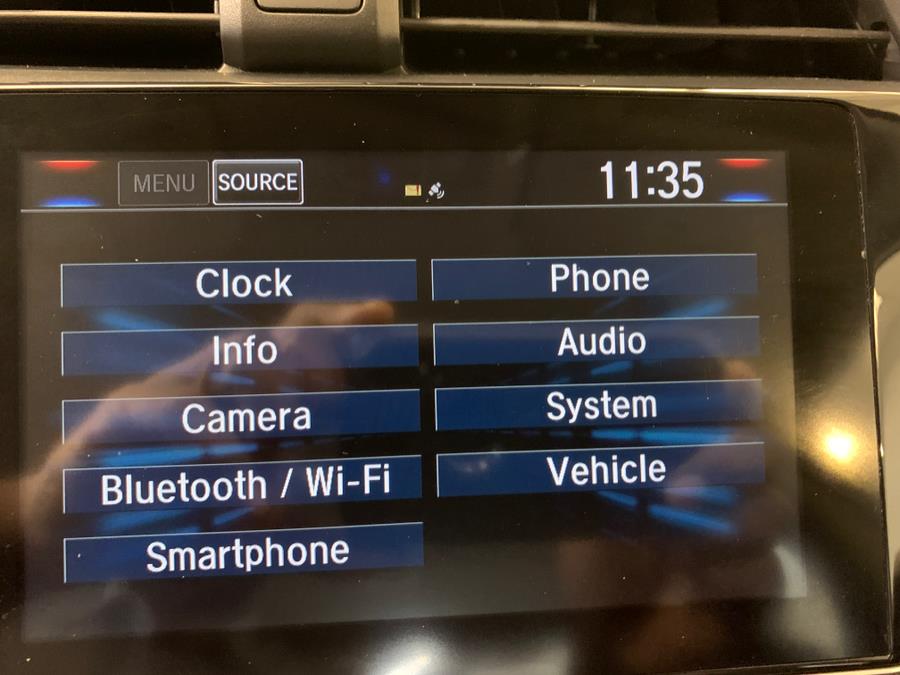 MENU SOURCE 11:35
Clock
Phone
Info
Audio
Camera
System
Bluetooth / Wi-Fi
Vehicle
Smartphone